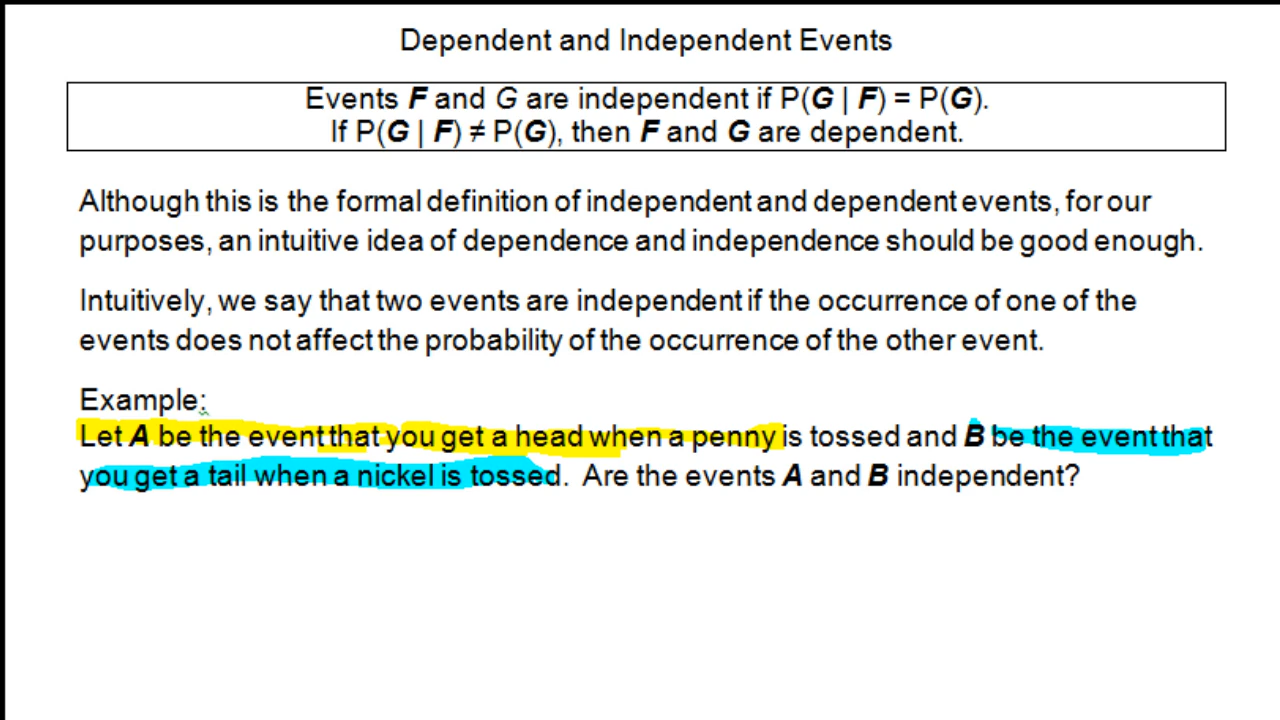 Dependent and Independent Events
Events F and G are independent if P(G | F) = P(G).
If P(G | F) ≠ P(G), then F and G are dependent.
Although this is the formal definition of independent and dependent events, for our
purposes, an intuitive idea of dependence and independence should be good enough.
Intuitively, we say that two events are independent if the occurrence of one of the
events does not affect the probability of the occurrence of the other event.
Example:
Let A be the event that you get a head when a penny is tossed and B be the event that
you get a tail when a nickel is tossed. Are the events A and B independent?